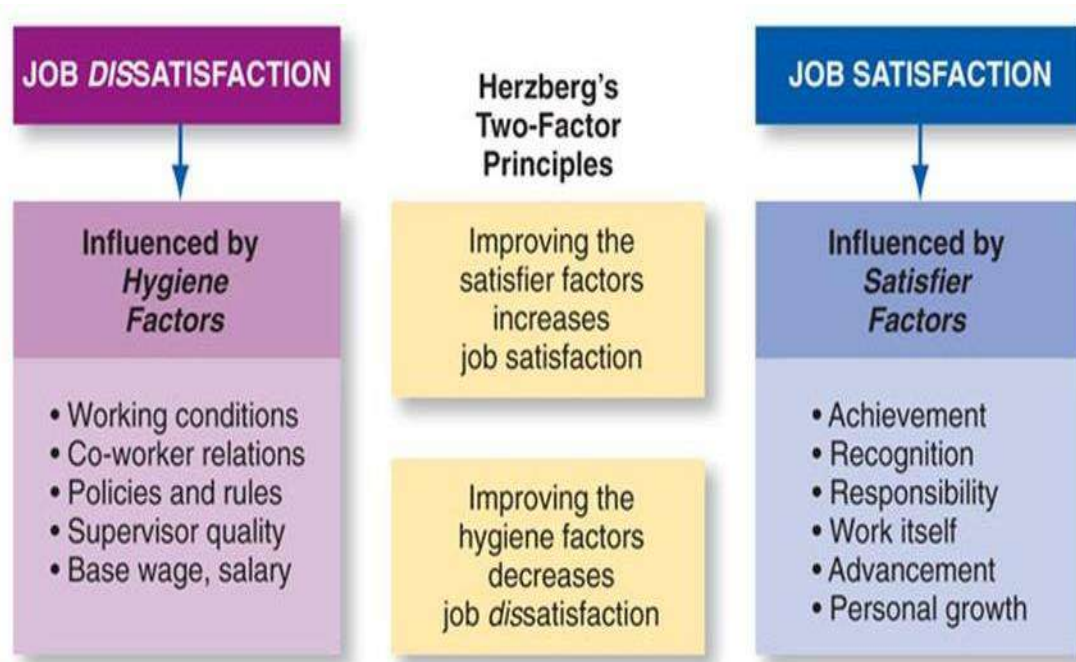 JOB DISSATISFACTION
Influenced by
Hygiene
Factors
• Working conditions
• Co-worker relations
• Policies and rules
• Supervisor quality
• Base wage, salary
Herzberg's
Two-Factor
Principles
Improving the
satisfier factors
increases
job satisfaction
Improving the
hygiene factors
decreases
job dissatisfaction
JOB SATISFACTION
Influenced by
Satisfier
Factors
• Achievement
• Recognition
• Responsibility
• Work itself
• Advancement
• Personal growth